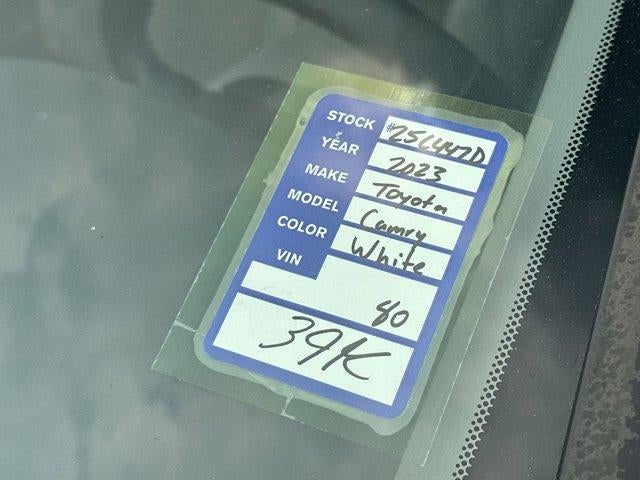 STOCK #25C447D
YEAR 2023
MAKE Toyota
MODEL Camry
COLOR White
VIN 80
39K